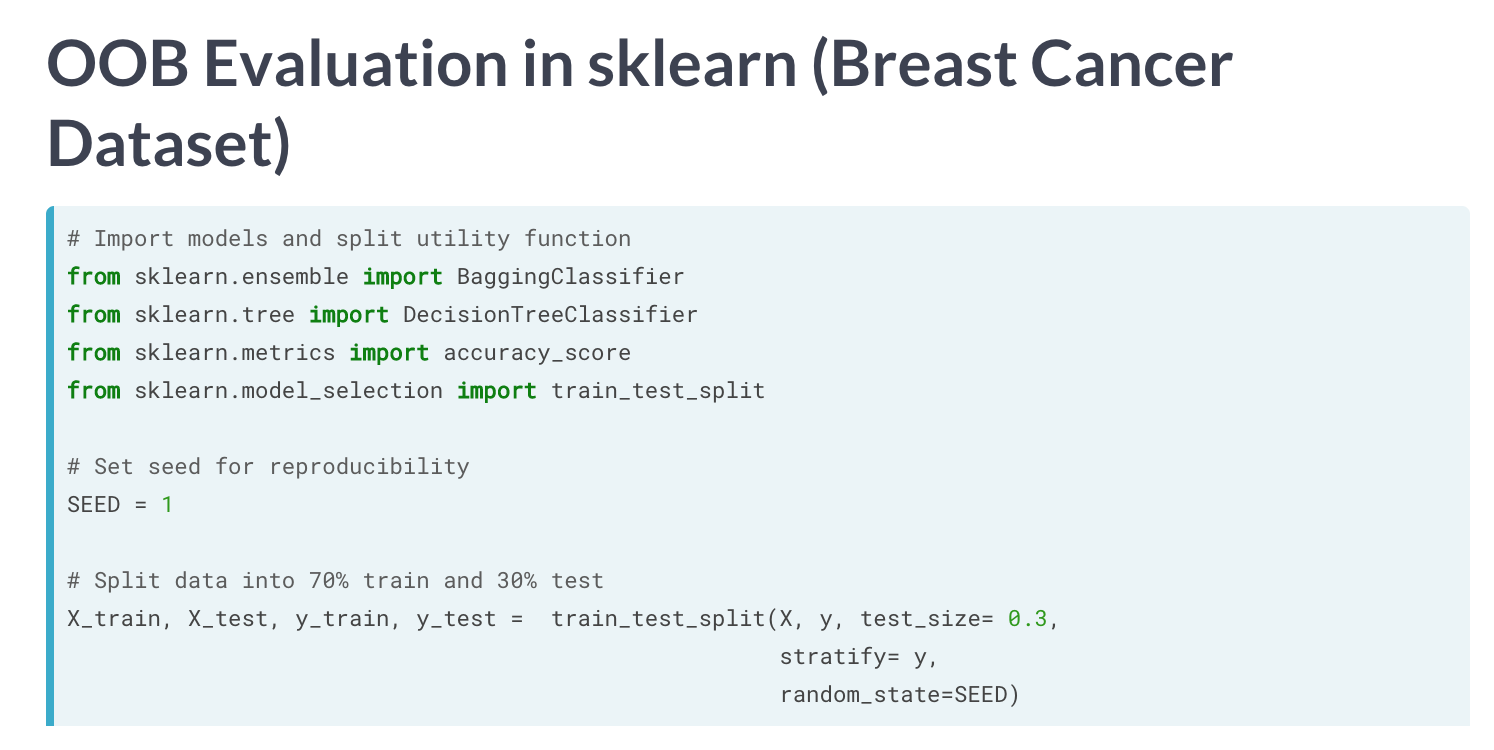 OOB Evaluation in sklearn (Breast Cancer
Dataset)
# Import models and split utility function
from sklearn.ensemble import BaggingClassifier
from sklearn.tree import DecisionTreeClassifier
from sklearn.metrics import accuracy_score
from sklearn.model_selection import train_test_split
# Set seed for reproducibility
SEED = 1
# Split data into 70% train and 30% test
X_train, X_test, y_train, y_test =  train_test_split(X, y, test_size= 0.3,
stratify= y,
random_state=SEED)